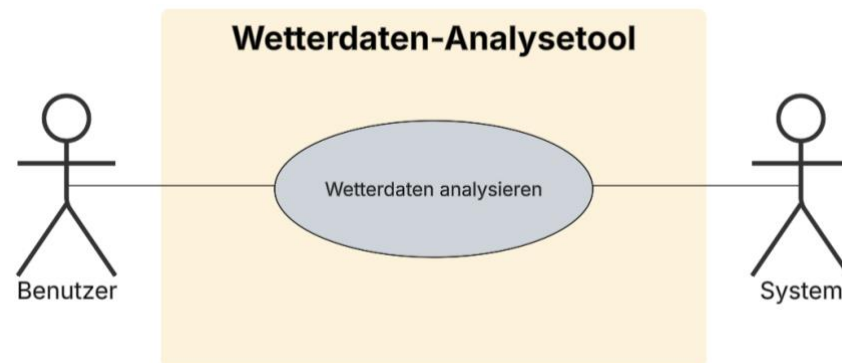 Wetterdaten-Analysetool
Wetterdaten analysieren
Benutzer
System